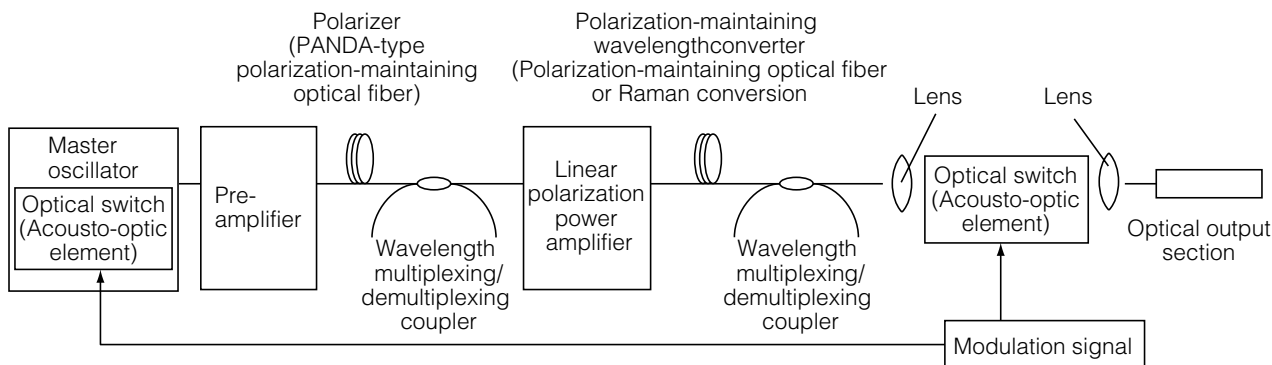 Polarizer
(PANDA-type
polarization-maintaining
optical fiber)
Polarization-maintaining
wavelengthconverter
(Polarization-maintaining optical fiber
or Raman conversion
Lens
Lens
Master
oscillator
Optical switch
(Acousto-optic
element)
Pre-
amplifier
Wavelength
multiplexing/
demultiplexing
coupler
Linear
polarization
power
amplifier
Wavelength
multiplexing/
demultiplexing
coupler
Optical switch
(Acousto-optic
element)
Optical output
section
Modulation signal